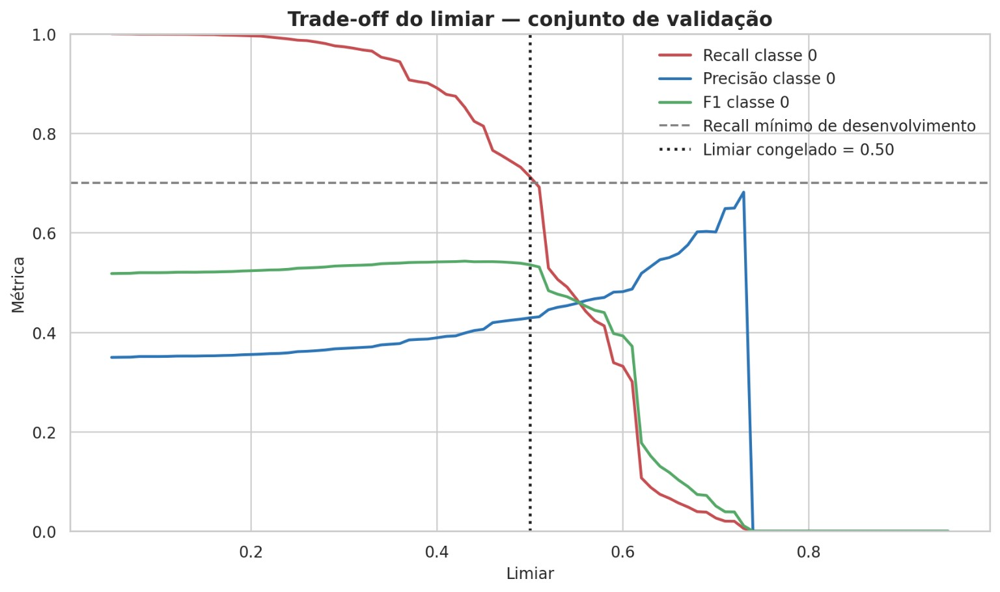 Trade-off do limiar — conjunto de validação
Recall classe 0
Precisão classe 0
F1 classe 0
Recall mínimo de desenvolvimento
Limiar congelado = 0.50
Métrica
1.0
0.8
0.6
0.4
0.2
0.0
0.2 0.4 0.6 0.8
Limiar